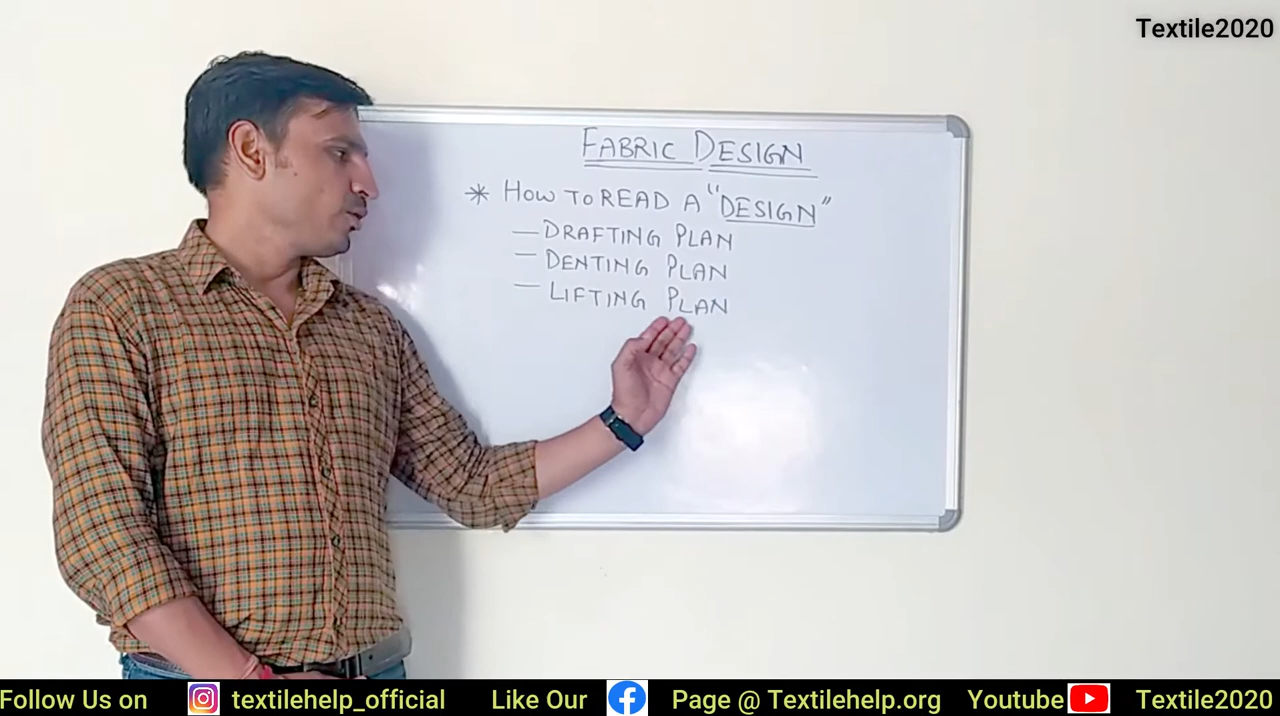 Textile2020
FABRIC DESIGN
* HOW TO READ A "DESIGN"
— DRAFTING PLAN
— DENTING PLAN
— LIFTING PLAN
Follow Us on textilehelp_official Like Our Page @ Textilehelp.org Youtube Textile2020